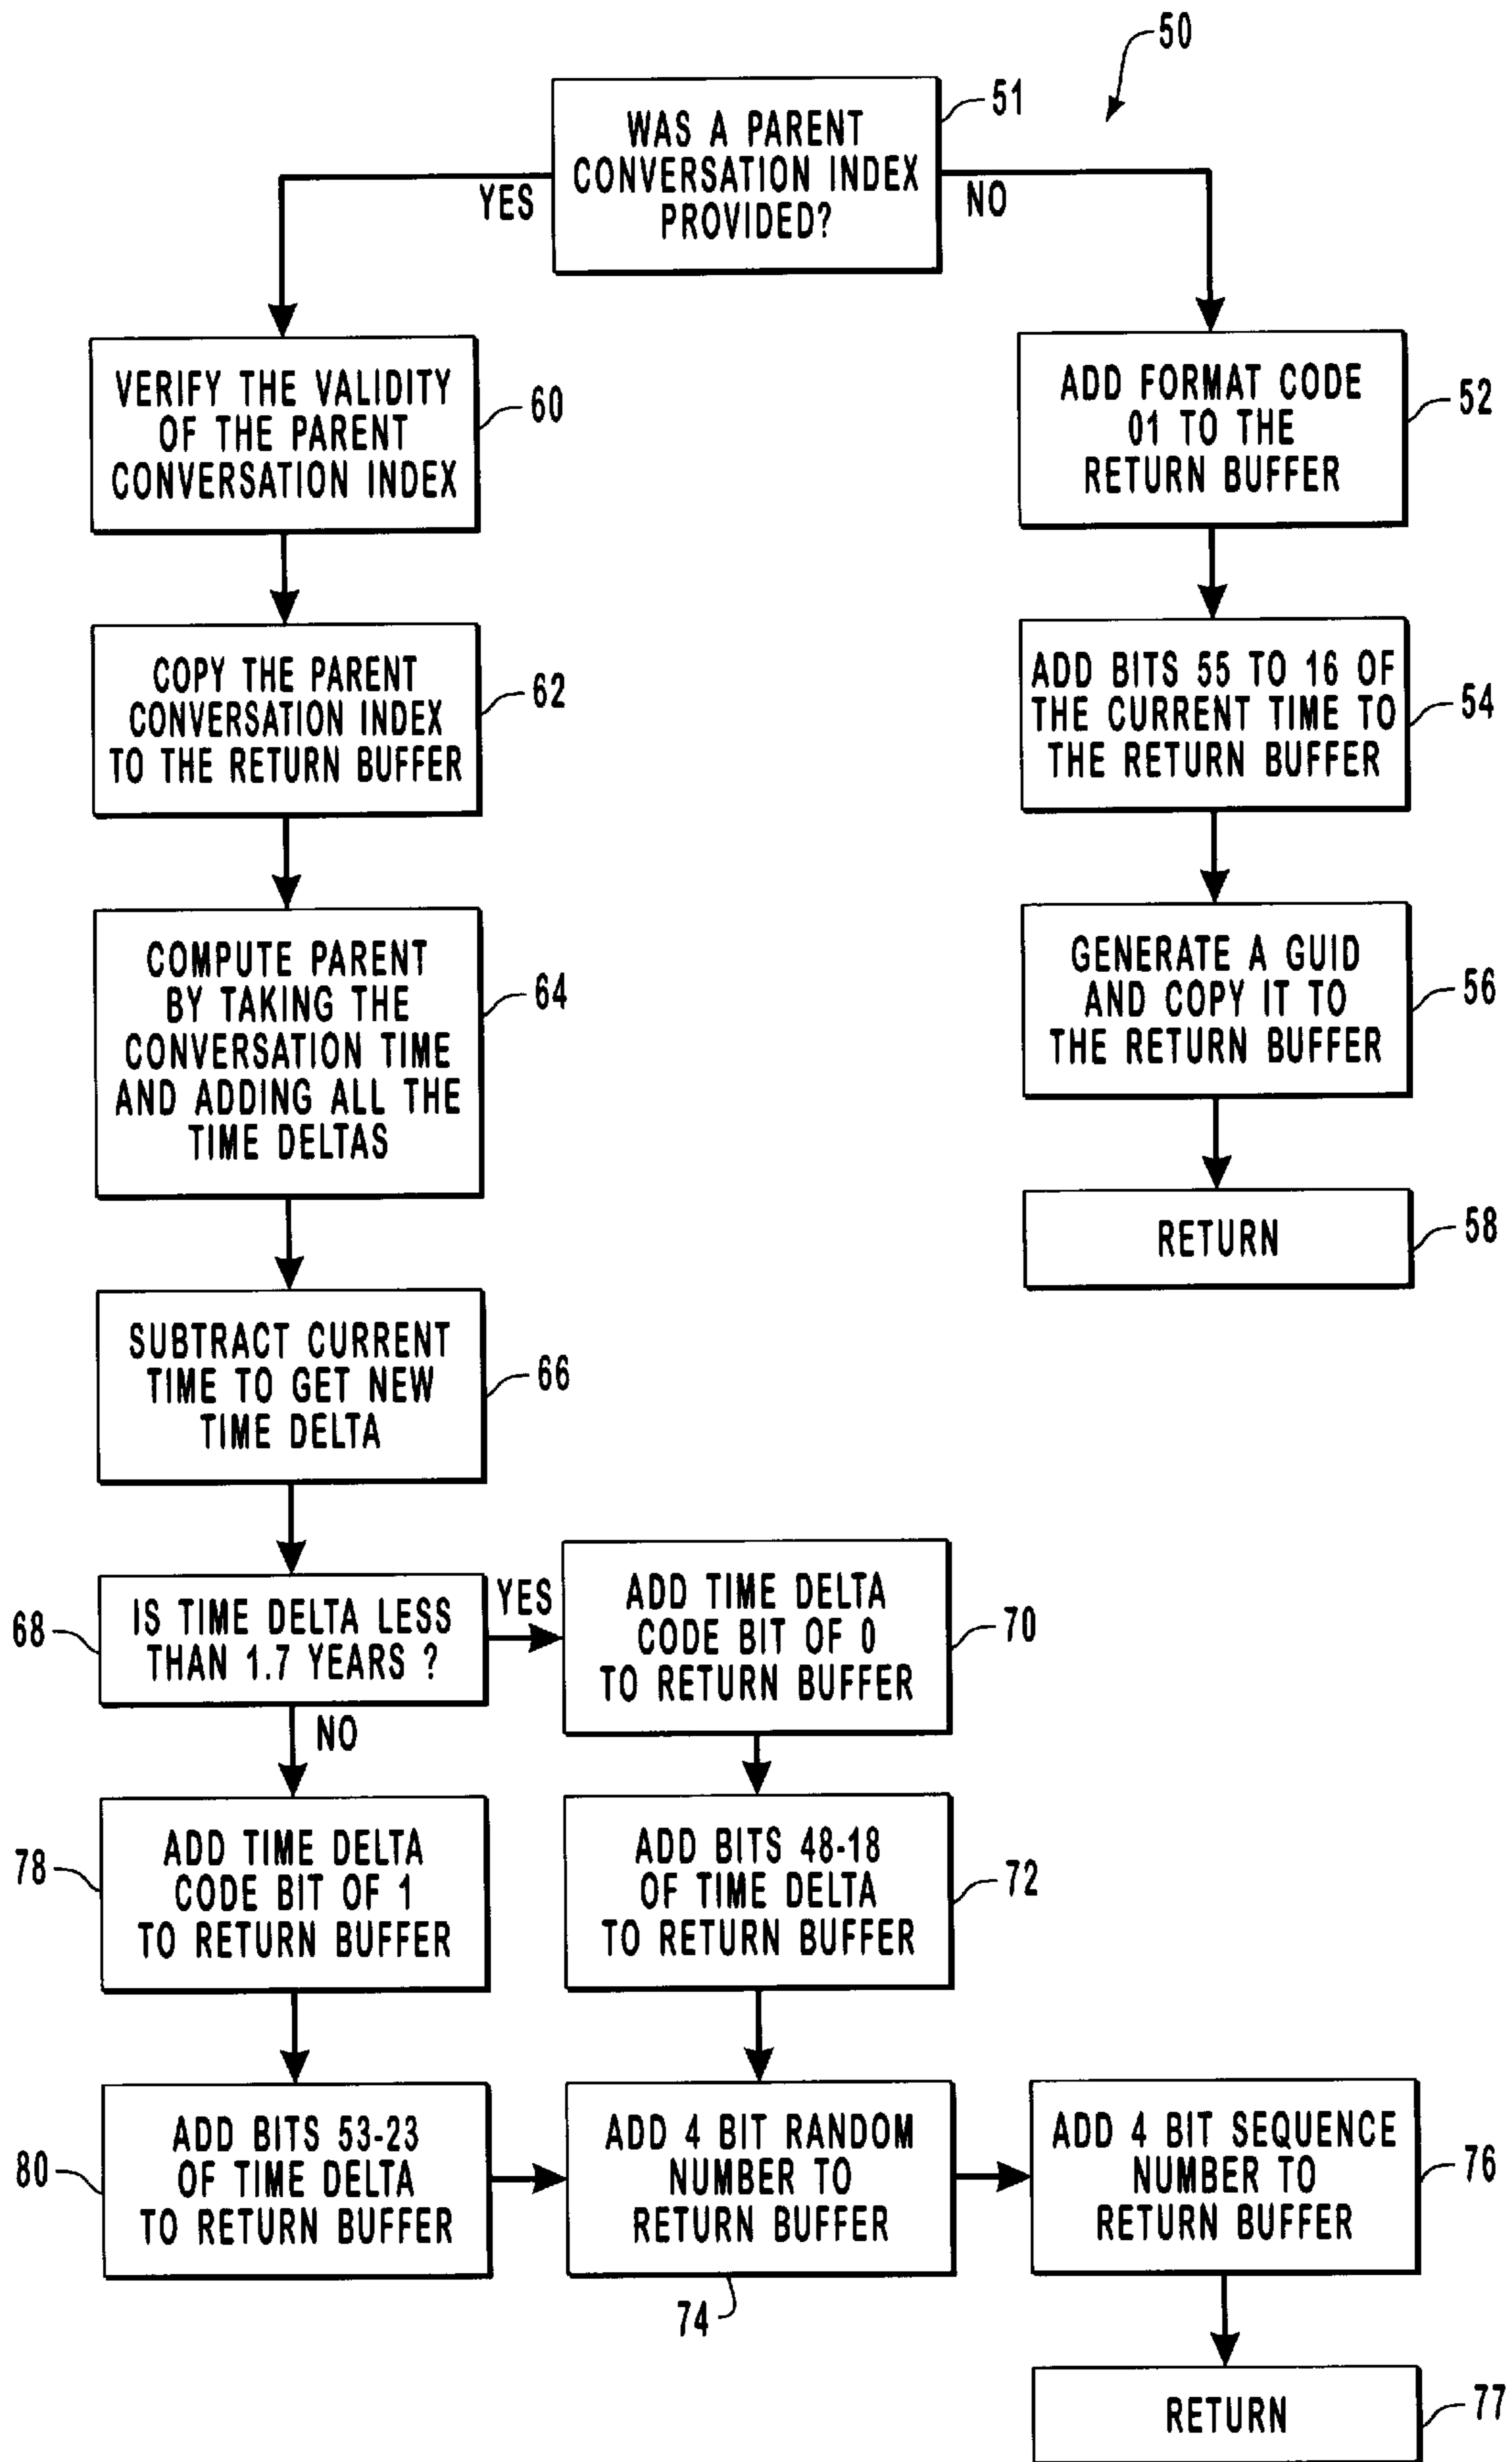 50
WAS A PARENT
CONVERSATION INDEX
PROVIDED?
51
YES
NO
VERIFY THE VALIDITY
OF THE PARENT
CONVERSATION INDEX
60
ADD FORMAT CODE
01 TO THE
RETURN BUFFER
52
COPY THE PARENT
CONVERSATION INDEX
TO THE RETURN BUFFER
62
ADD BITS 55 TO 16 OF
THE CURRENT TIME TO
THE RETURN BUFFER
54
COMPUTE PARENT
BY TAKING THE
CONVERSATION TIME
AND ADDING ALL THE
TIME DELTAS
64
GENERATE A GUID
AND COPY IT TO
THE RETURN BUFFER
56
RETURN
58
SUBTRACT CURRENT
TIME TO GET NEW
TIME DELTA
66
68
IS TIME DELTA LESS
THAN 1.7 YEARS ?
YES
NO
ADD TIME DELTA
CODE BIT OF 0
TO RETURN BUFFER
70
78
ADD TIME DELTA
CODE BIT OF 1
TO RETURN BUFFER
ADD BITS 48-18
OF TIME DELTA
TO RETURN BUFFER
72
80
ADD BITS 53-23
OF TIME DELTA
TO RETURN BUFFER
ADD 4 BIT RANDOM
NUMBER TO
RETURN BUFFER
74
ADD 4 BIT SEQUENCE
NUMBER TO
RETURN BUFFER
76
RETURN
77